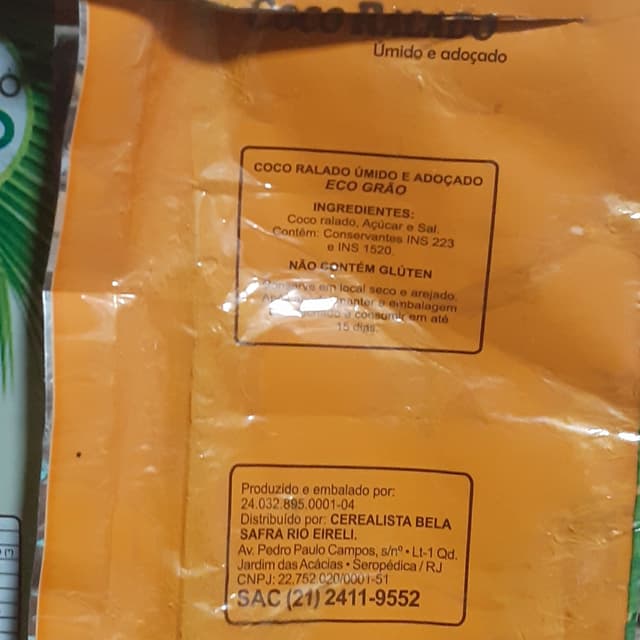 COCO RALADO
Úmido e adoçado
COCO RALADO ÚMIDO E ADOÇADO
ECO GRÃO
INGREDIENTES:
Coco ralado, Açúcar e Sal.
Contém: Conservantes INS 223
e INS 1520.
NÃO CONTÉM GLÚTEN
Conserve em local seco e arejado.
manter a embalagem
e consumir em até
15 dias.
Produzido e embalado por:
24.032.895.0001-04
Distribuído por: CEREALISTA BELA
SAFRA RIO EIRELI.
Av. Pedro Paulo Campos, s/nº • Lt-1 Qd.
Jardim das Acácias • Seropédica / RJ
CNPJ: 22.752.020/0001-51
SAC (21) 2411-9552